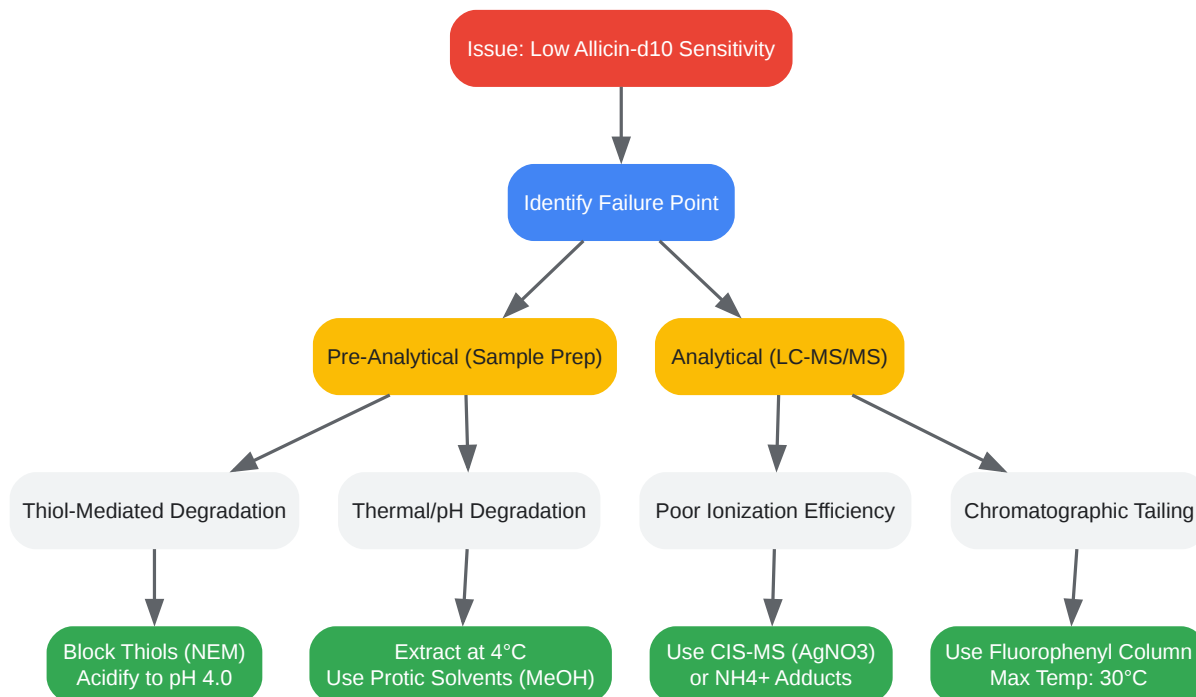 Issue: Low Allicin-d10 Sensitivity
Identify Failure Point
Pre-Analytical (Sample Prep)
Analytical (LC-MS/MS)
Thiol-Mediated Degradation
Thermal/pH Degradation
Poor Ionization Efficiency
Chromatographic Tailing
Block Thiols (NEM)
Acidify to pH 4.0
Extract at 4°C
Use Protic Solvents (MeOH)
Use CIS-MS (AgNO3)
or NH4+ Adducts
Use Fluorophenyl Column
Max Temp: 30°C